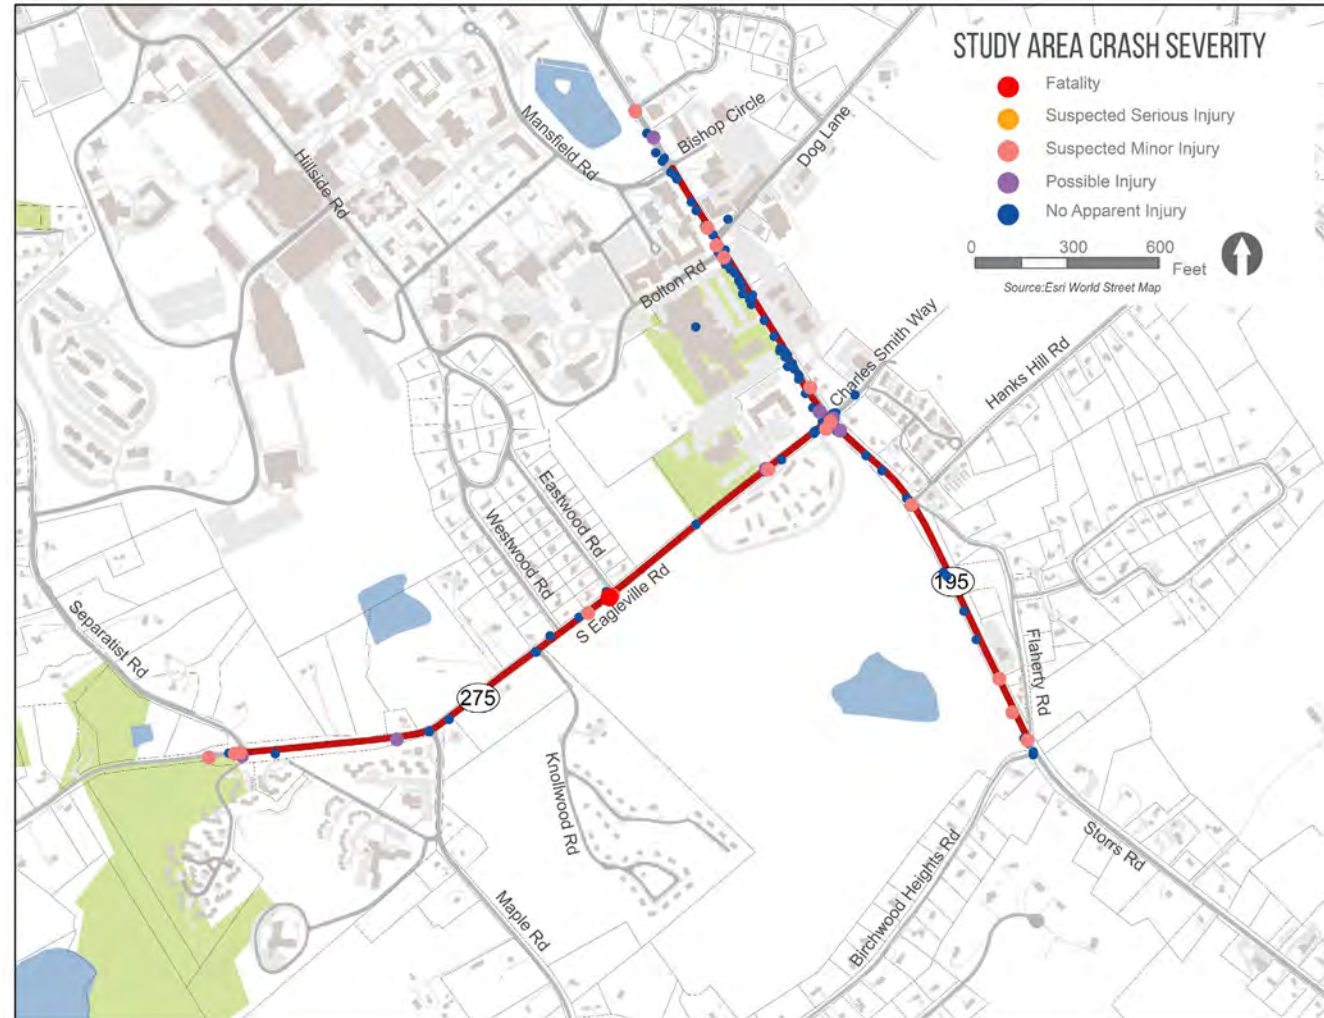 STUDY AREA CRASH SEVERITY
Fatality
Suspected Serious Injury
Suspected Minor Injury
Possible Injury
No Apparent Injury
0 300 600
Feet
Source:Esri World Street Map
Bishop Circle
Mansfield Rd
Dog Lane
Hillside Rd
Bolton Rd
Charles Smith Way
Hanks Hill Rd
Eastwood Rd
Westwood Rd
S Eagleville Rd
195
Separatist Rd
Flaherty Rd
275
Knollwood Rd
Storrs Rd
Birchwood Heights Rd
Maple Rd